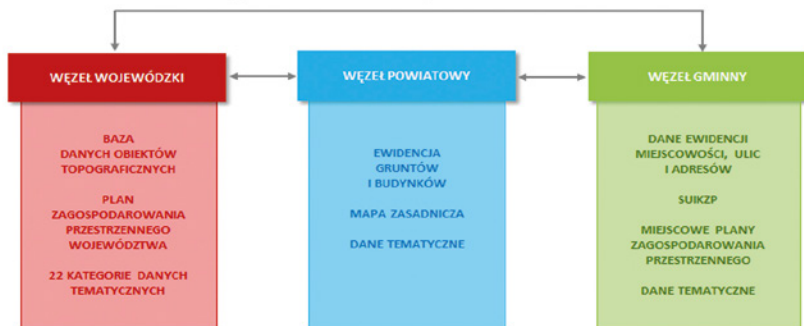 WĘZEŁ WOJEWÓDZKI
BAZA
DANYCH OBIEKTÓW
TOPOGRAFICZNYCH
PLAN
ZAGOSPODAROWANIA
PRZESTRZENNEGO
WOJEWÓDZTWA
22 KATEGORIE DANYCH
TEMATYCZNYCH
WĘZEŁ POWIATOWY
EWIDENCJA
GRUNTÓW
I BUDYNKÓW
MAPA ZASADNICZA
DANE TEMATYCZNE
WĘZEŁ GMINNY
DANE EWIDENCJI
MIEJSCOWOŚCI, ULIC
I ADRESÓW
SUIKZP
MIEJSCOWE PLANY
ZAGOSPODAROWANIA
PRZESTRZENNEGO
DANE TEMATYCZNE